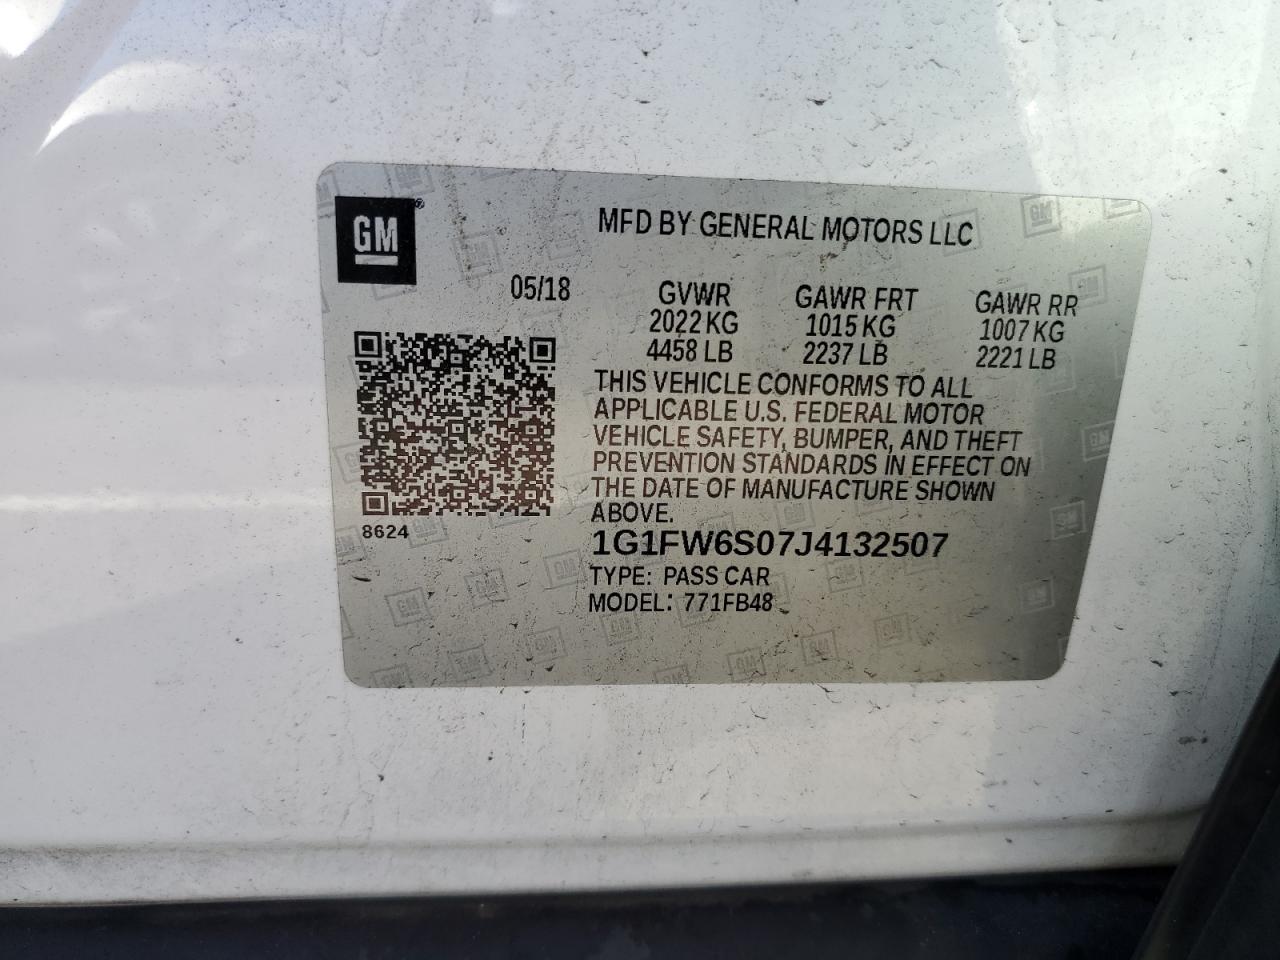 GM
MFD BY GENERAL MOTORS LLC
05/18
GVWR GAWR FRT GAWR RR
2022 KG 1015 KG 1007 KG
4458 LB 2237 LB 2221 LB
THIS VEHICLE CONFORMS TO ALL
APPLICABLE U.S. FEDERAL MOTOR
VEHICLE SAFETY, BUMPER, AND THEFT
PREVENTION STANDARDS IN EFFECT ON
THE DATE OF MANUFACTURE SHOWN
ABOVE.
8624
1G1FW6S07J4132507
TYPE: PASS CAR
MODEL: 771FB48